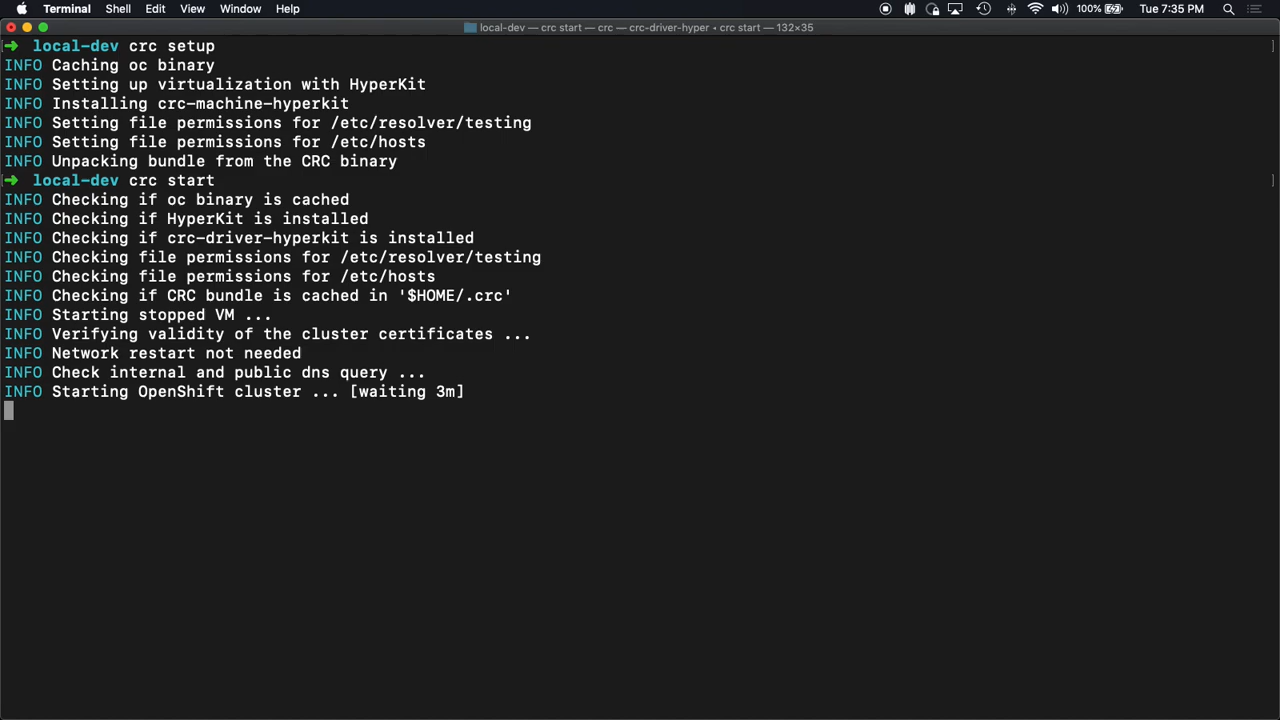 Terminal Shell Edit View Window Help 100% Tue 7:35 PM
local-dev — crc start — crc — crc-driver-hyper • crc start — 132×35
➜ local-dev crc setup
INFO Caching oc binary
INFO Setting up virtualization with HyperKit
INFO Installing crc-machine-hyperkit
INFO Setting file permissions for /etc/resolver/testing
INFO Setting file permissions for /etc/hosts
INFO Unpacking bundle from the CRC binary
➜ local-dev crc start
INFO Checking if oc binary is cached
INFO Checking if HyperKit is installed
INFO Checking if crc-driver-hyperkit is installed
INFO Checking file permissions for /etc/resolver/testing
INFO Checking file permissions for /etc/hosts
INFO Checking if CRC bundle is cached in '$HOME/.crc'
INFO Starting stopped VM ...
INFO Verifying validity of the cluster certificates ...
INFO Network restart not needed
INFO Check internal and public dns query ...
INFO Starting OpenShift cluster ... [waiting 3m]